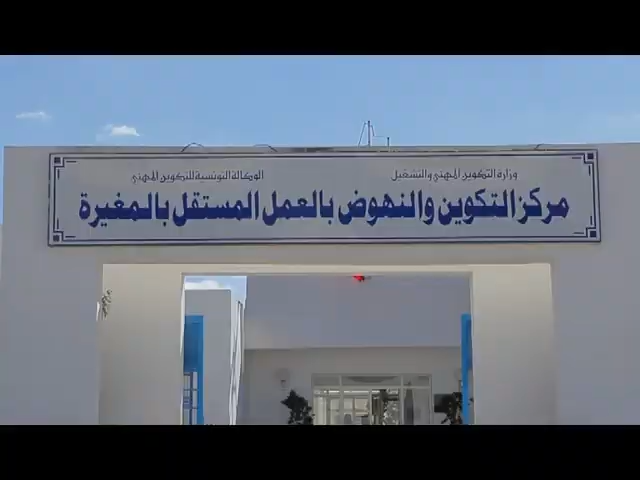 وزارة التكوين المهني والتشغيل
الوكالة التونسية للتكوين المهني
مركز التكوين والنهوض بالعمل المستقل بالمغيرة